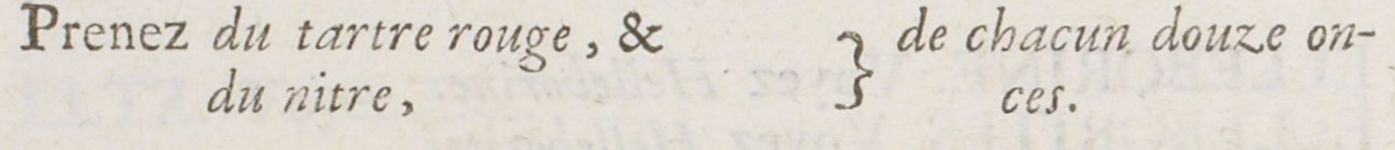 Prenez du tartre rouge, & } de chacun douze on-
du nitre, ces.